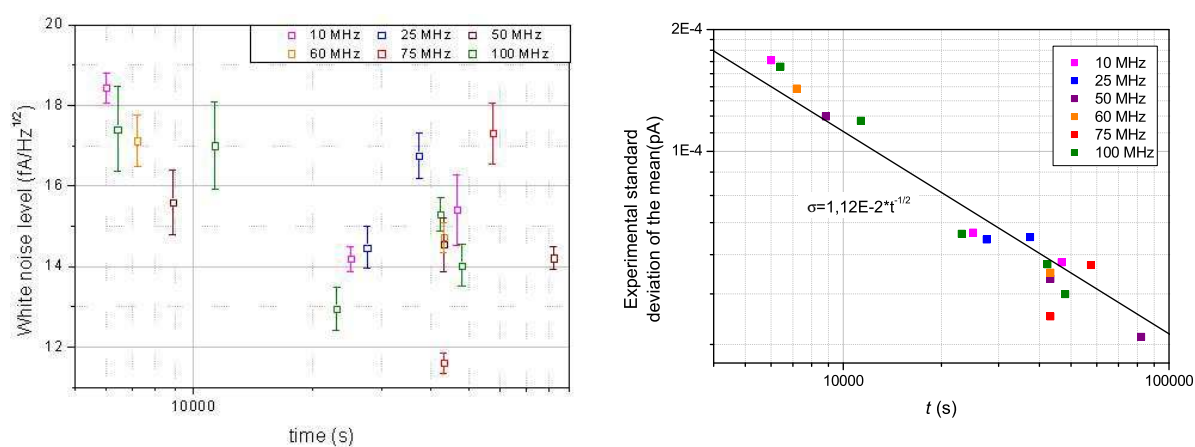 20
18
16
14
12
White noise level (fA/Hz^1/2)
10 MHz 25 MHz 50 MHz
60 MHz 75 MHz 100 MHz
10000
time (s)
2E-4
1E-4
Experimental standard
deviation of the mean(pA)
10 MHz
25 MHz
50 MHz
60 MHz
75 MHz
100 MHz
σ=1,12E-2*t^-1/2
10000 100000
t (s)